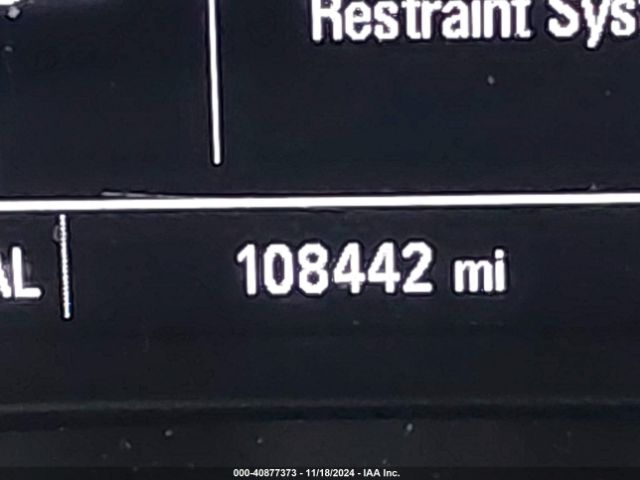 Restraint Sys
AL
108442 mi
000-40877373 - 11/18/2024 - IAA Inc.